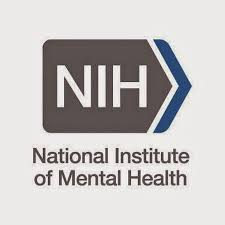 NIH
National Institute
of Mental Health